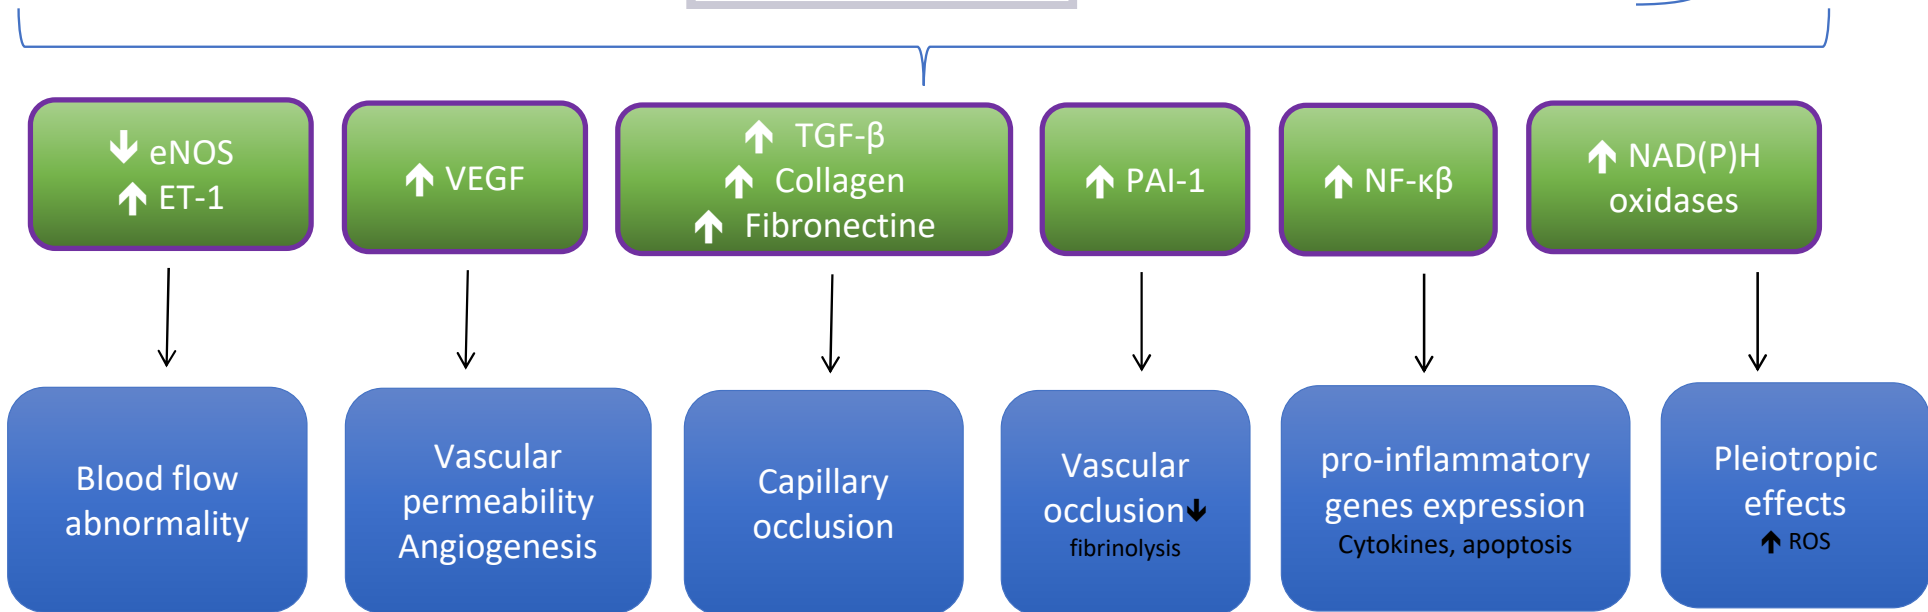 ↓ eNOS
↑ ET-1
↑ VEGF
↑ TGF-β
↑ Collagen
↑ Fibronectine
↑ PAI-1
↑ NF-κβ
↑ NAD(P)H
oxidases
Blood flow
abnormality
Vascular
permeability
Angiogenesis
Capillary
occlusion
Vascular
occlusion↓
fibrinolysis
pro-inflammatory
genes expression
Cytokines, apoptosis
Pleiotropic
effects
↑ ROS